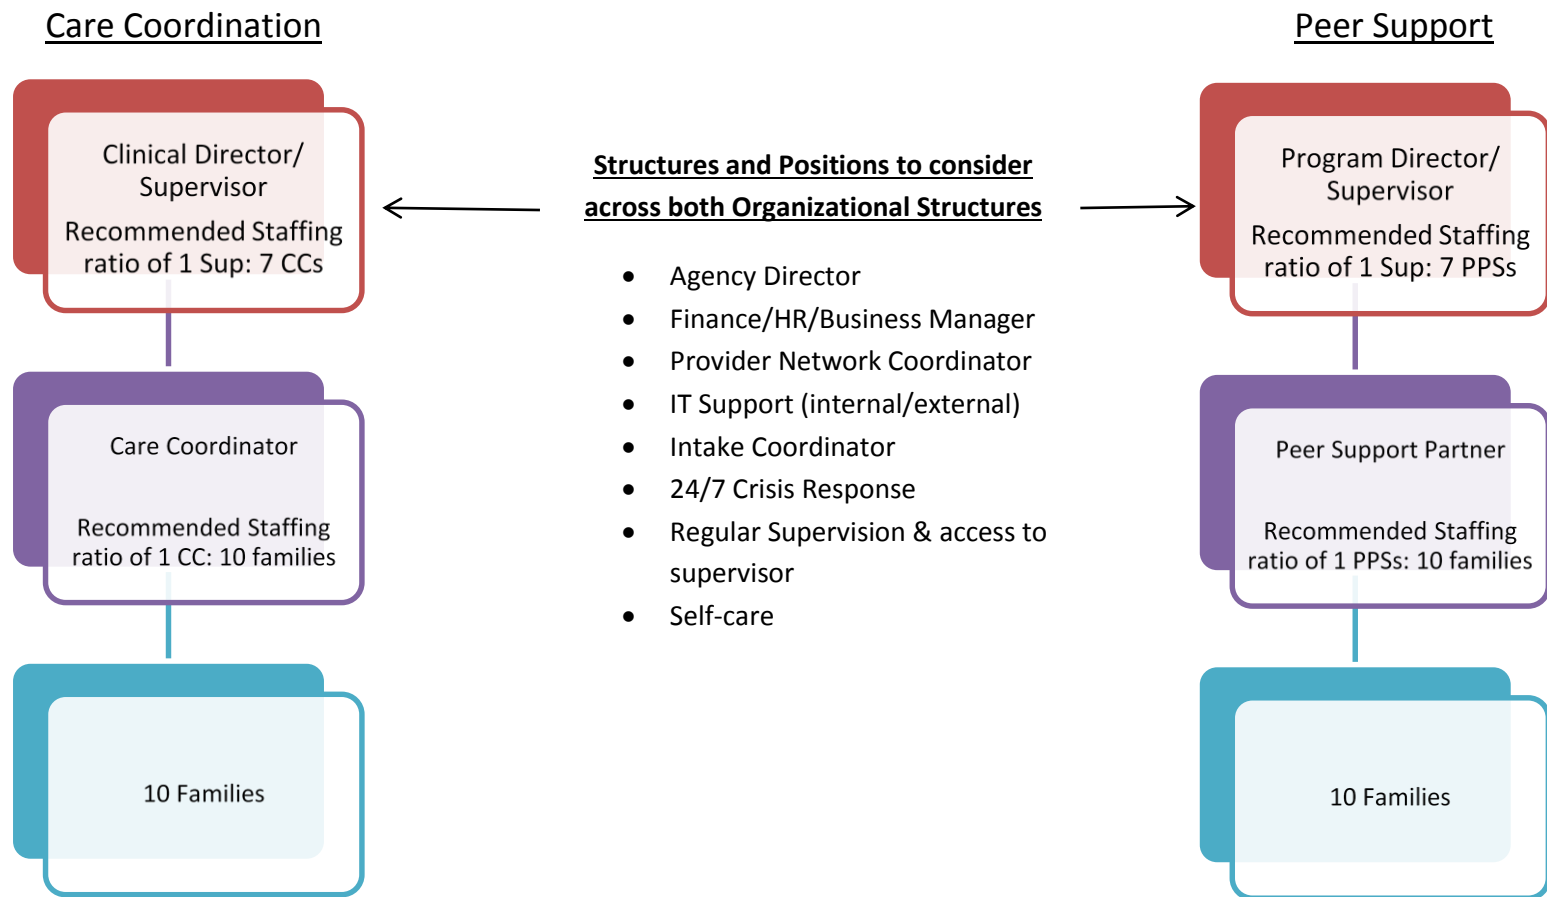 Care Coordination
Clinical Director/
Supervisor
Recommended Staffing
ratio of 1 Sup: 7 CCs
Care Coordinator
Recommended Staffing
ratio of 1 CC: 10 families
10 Families
Structures and Positions to consider
across both Organizational Structures
• Agency Director
• Finance/HR/Business Manager
• Provider Network Coordinator
• IT Support (internal/external)
• Intake Coordinator
• 24/7 Crisis Response
• Regular Supervision & access to
supervisor
• Self-care
Peer Support
Program Director/
Supervisor
Recommended Staffing
ratio of 1 Sup: 7 PPSs
Peer Support Partner
Recommended Staffing
ratio of 1 PPSs: 10 families
10 Families